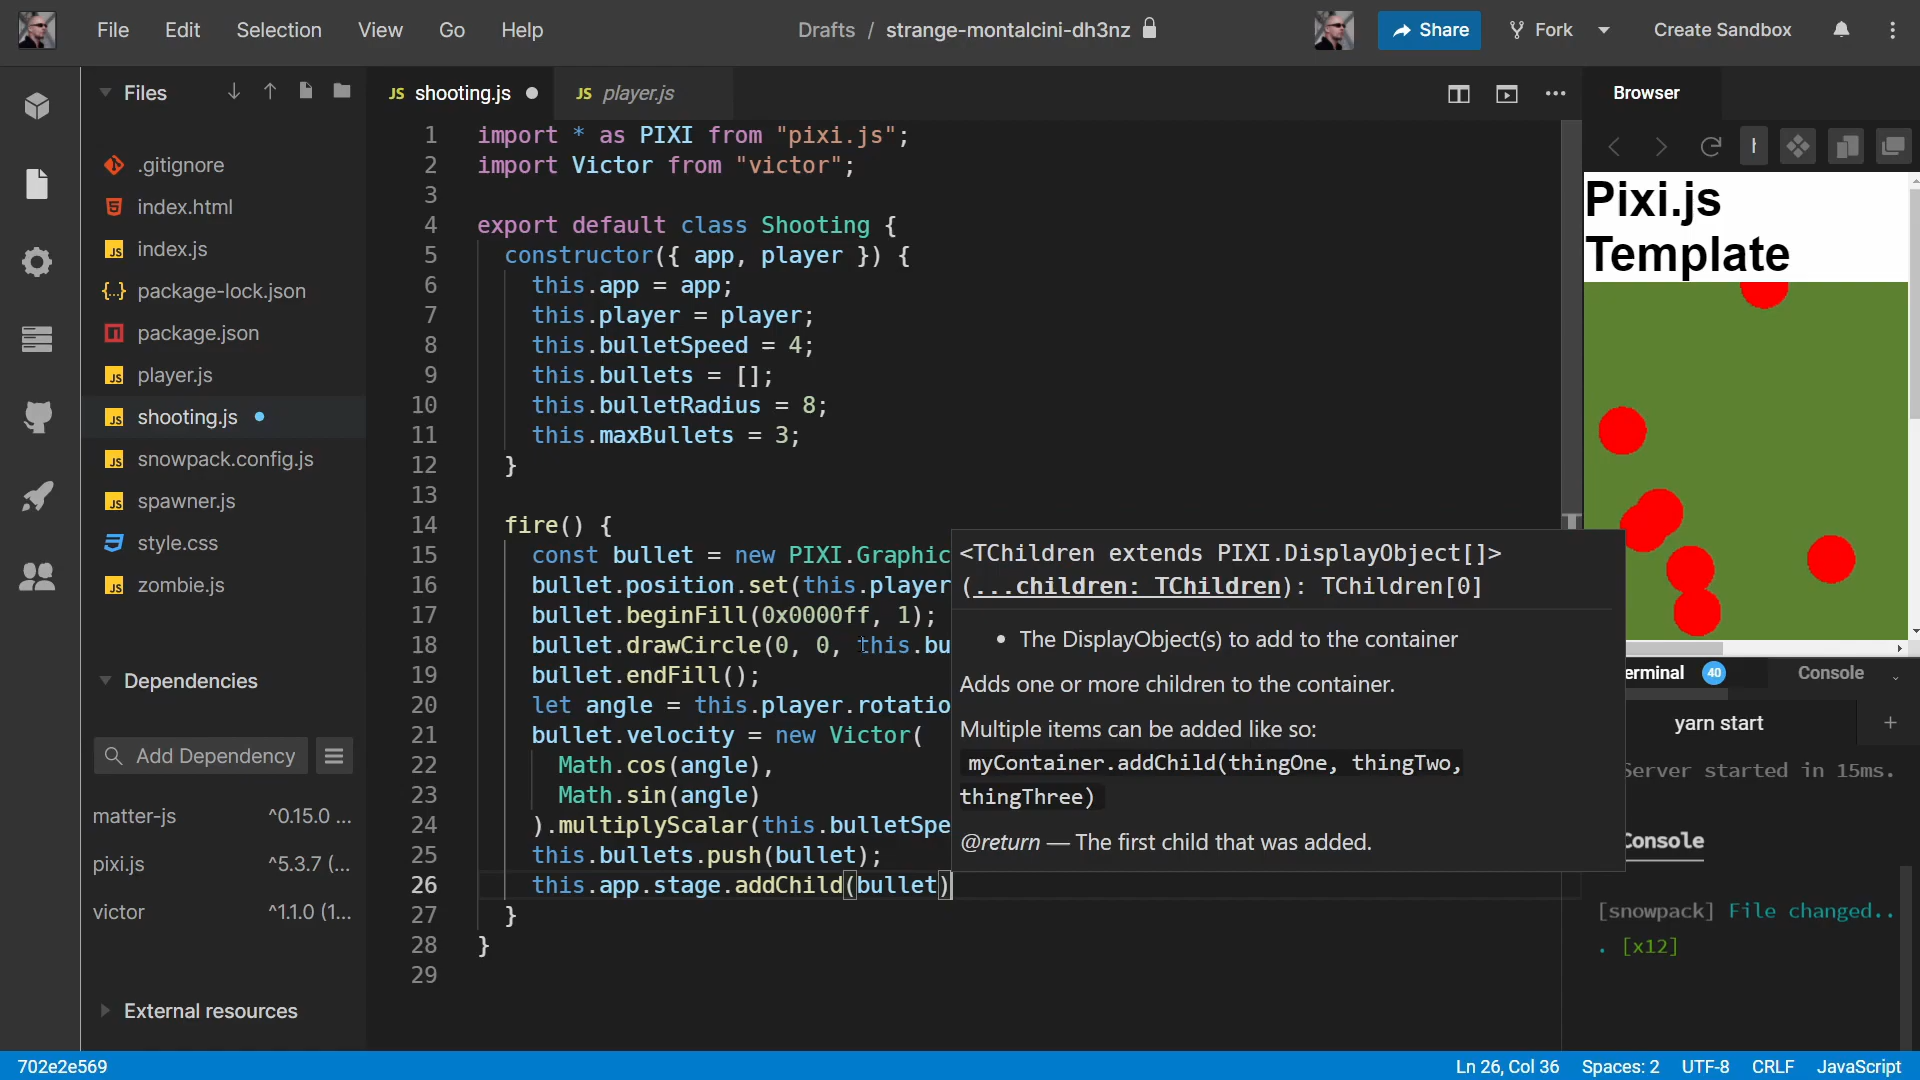 File Edit Selection View Go Help
Drafts / strange-montalcini-dh3nz
Share
Fork
Create Sandbox
Files
.gitignore
index.html
JS index.js
{..} package-lock.json
package.json
JS player.js
JS shooting.js
JS snowpack.config.js
JS spawner.js
style.css
JS zombie.js
Dependencies
Add Dependency
matter-js ^0.15.0 ...
pixi.js ^5.3.7 (...
victor ^1.1.0 (1...
External resources
JS shooting.js
JS player.js
1 import * as PIXI from "pixi.js";
2 import Victor from "victor";
3
4 export default class Shooting {
5 constructor({ app, player }) {
6 this.app = app;
7 this.player = player;
8 this.bulletSpeed = 4;
9 this.bullets = [];
10 this.bulletRadius = 8;
11 this.maxBullets = 3;
12 }
13
14 fire() {
15 const bullet = new PIXI.Graphic
16 bullet.position.set(this.player
17 bullet.beginFill(0x0000ff, 1);
18 bullet.drawCircle(0, 0, this.bu
19 bullet.endFill();
20 let angle = this.player.rotatio
21 bullet.velocity = new Victor(
22 Math.cos(angle),
23 Math.sin(angle)
24 ).multiplyScalar(this.bulletSpe
25 this.bullets.push(bullet);
26 this.app.stage.addChild(bullet)
27 }
28 }
29
<TChildren extends PIXI.DisplayObject[]>
(...children: TChildren): TChildren[0]
• The DisplayObject(s) to add to the container
Adds one or more children to the container.
Multiple items can be added like so:
myContainer.addChild(thingOne, thingTwo,
thingThree)
@return — The first child that was added.
Browser
Pixi.js
Template
erminal 40 Console
yarn start
Server started in 15ms.
Console
[snowpack] File changed..
. [x12]
702e2e569
Ln 26, Col 36 Spaces: 2 UTF-8 CRLF JavaScript